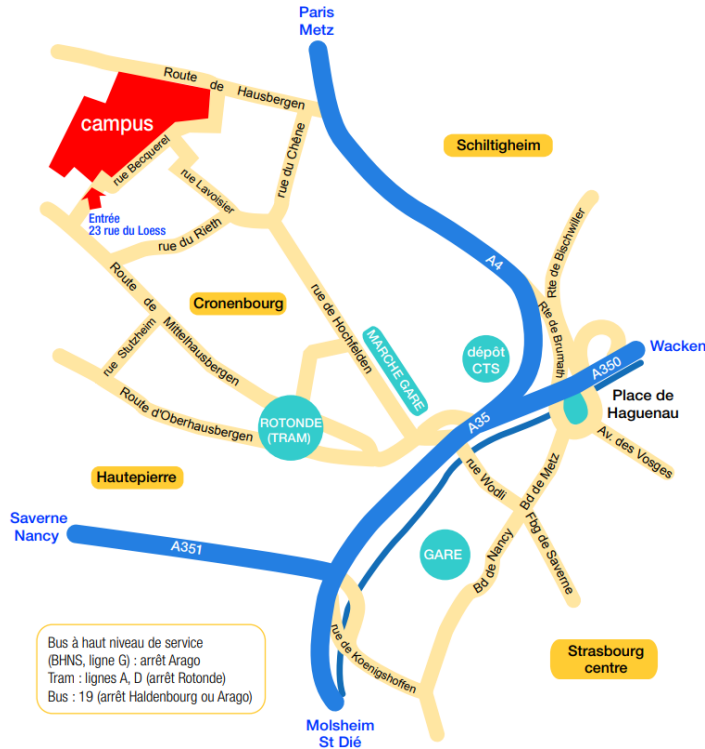 Paris
Metz
Route de Hausbergen
campus
Schiltigheim
rue Becquerel
rue du Chêne
rue Lavoisier
Entrée
23 rue du Loess
rue du Rieth
Rte de Bischwiller
A4
Route de Mittelhausbergen
Cronenbourg
rue de Hochfelden
Rte de Brumath
MARCHE GARE
dépôt
CTS
Wacken
A350
rue Stutzheim
Place de
Haguenau
Route d'Oberhausbergen
ROTONDE
(TRAM)
A35
Av. des Vosges
Hautepierre
rue Wodli
Bd de Metz
Saverne
Nancy
A351
GARE
Fbg de Saverne
Bd de Nancy
rue de Koenigshoffen
Bus à haut niveau de service
(BHNS, ligne G) : arrêt Arago
Tram : lignes A, D (arrêt Rotonde)
Bus : 19 (arrêt Haldenbourg ou Arago)
Strasbourg
centre
Molsheim
St Dié